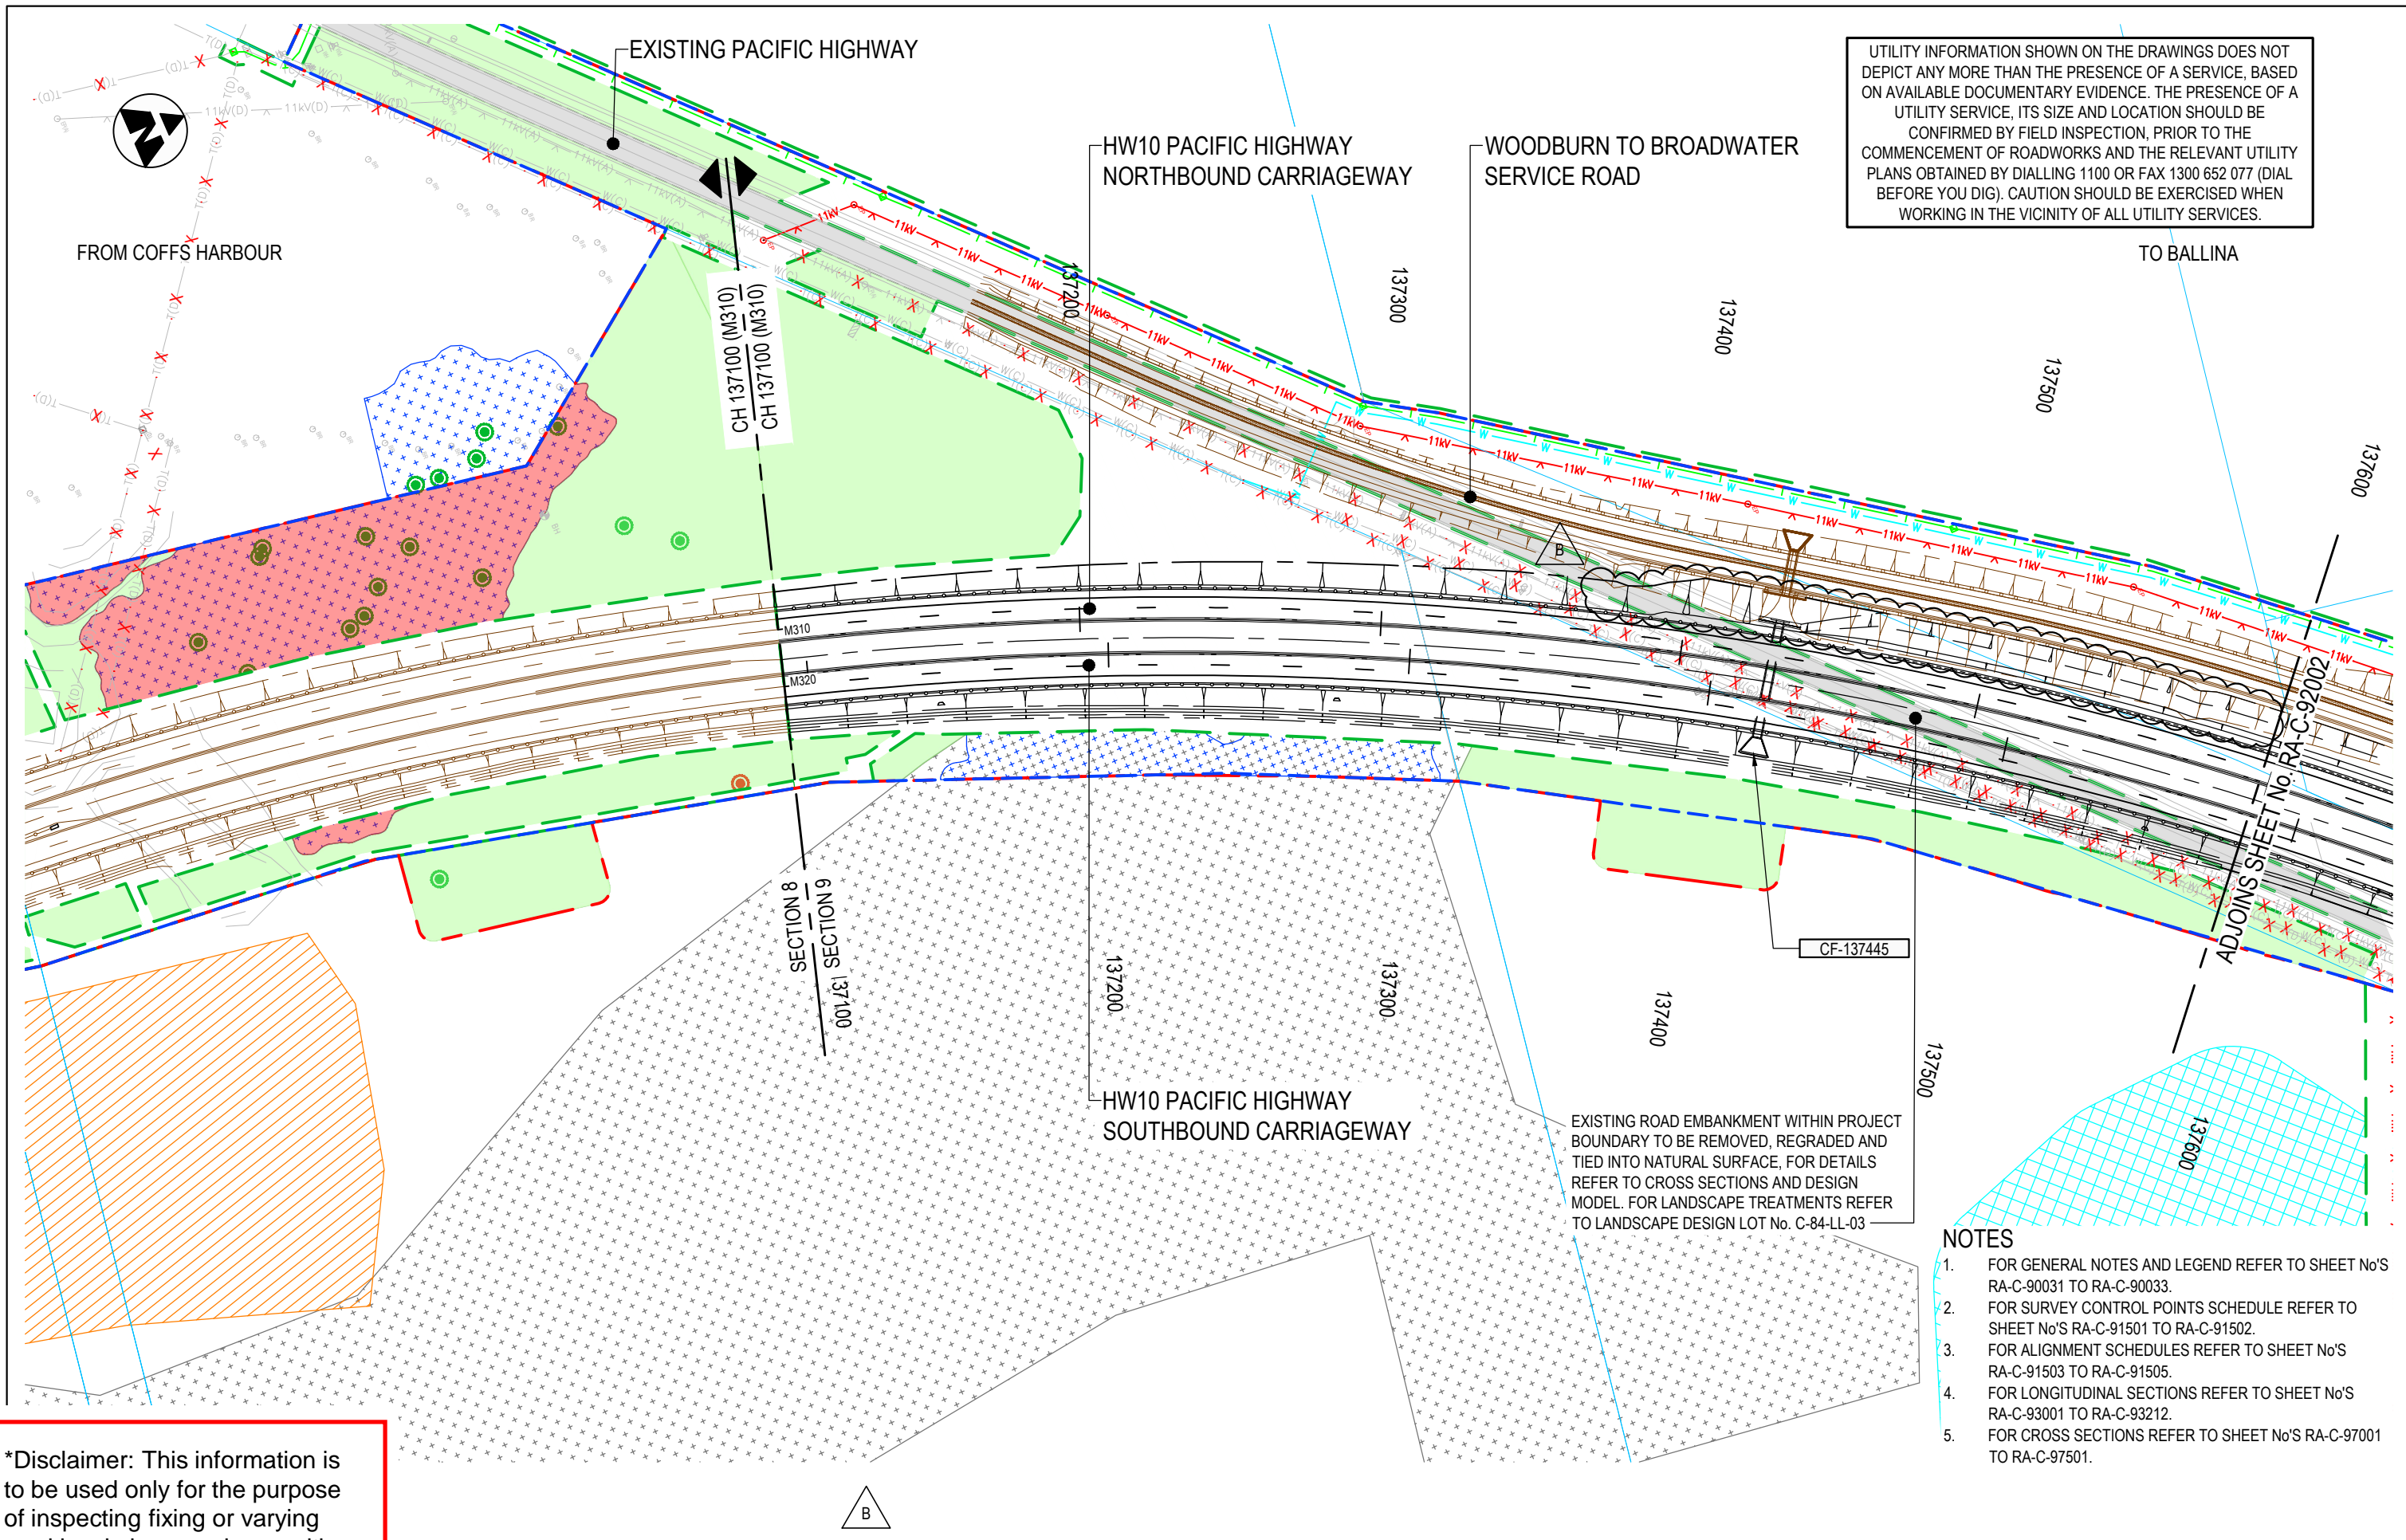 EXISTING PACIFIC HIGHWAY
UTILITY INFORMATION SHOWN ON THE DRAWINGS DOES NOT
DEPICT ANY MORE THAN THE PRESENCE OF A SERVICE, BASED
ON AVAILABLE DOCUMENTARY EVIDENCE. THE PRESENCE OF A
UTILITY SERVICE, ITS SIZE AND LOCATION SHOULD BE
CONFIRMED BY FIELD INSPECTION, PRIOR TO THE
COMMENCEMENT OF ROADWORKS AND THE RELEVANT UTILITY
PLANS OBTAINED BY DIALLING 1100 OR FAX 1300 652 077 (DIAL
BEFORE YOU DIG). CAUTION SHOULD BE EXERCISED WHEN
WORKING IN THE VICINITY OF ALL UTILITY SERVICES.
HW10 PACIFIC HIGHWAY
NORTHBOUND CARRIAGEWAY
WOODBURN TO BROADWATER
SERVICE ROAD
FROM COFFS HARBOUR
TO BALLINA
CH 137100 (M310)
CH 137100 (M310)
137200
137300
137400
137500
137600
11kV
W
B
M310
M320
ADJOINS SHEET No. RA-C-92002
SECTION 8
SECTION 9
137100
137200
137300
137400
137500
137600
CF-137445
HW10 PACIFIC HIGHWAY
SOUTHBOUND CARRIAGEWAY
EXISTING ROAD EMBANKMENT WITHIN PROJECT
BOUNDARY TO BE REMOVED, REGRADED AND
TIED INTO NATURAL SURFACE, FOR DETAILS
REFER TO CROSS SECTIONS AND DESIGN
MODEL. FOR LANDSCAPE TREATMENTS REFER
TO LANDSCAPE DESIGN LOT No. C-84-LL-03
NOTES
1. FOR GENERAL NOTES AND LEGEND REFER TO SHEET No'S
RA-C-90031 TO RA-C-90033.
2. FOR SURVEY CONTROL POINTS SCHEDULE REFER TO
SHEET No'S RA-C-91501 TO RA-C-91502.
3. FOR ALIGNMENT SCHEDULES REFER TO SHEET No'S
RA-C-91503 TO RA-C-91505.
4. FOR LONGITUDINAL SECTIONS REFER TO SHEET No'S
RA-C-93001 TO RA-C-93212.
5. FOR CROSS SECTIONS REFER TO SHEET No'S RA-C-97001
TO RA-C-97501.
*Disclaimer: This information is
to be used only for the purpose
of inspecting fixing or varying
B